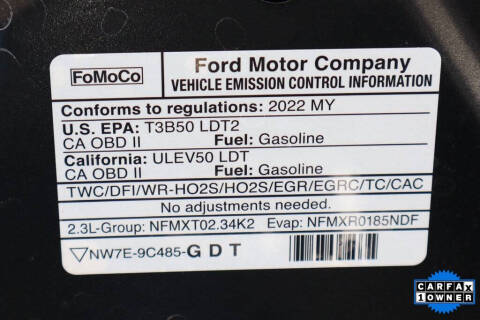 FoMoCo
Ford Motor Company
VEHICLE EMISSION CONTROL INFORMATION
Conforms to regulations: 2022 MY
U.S. EPA: T3B50 LDT2
CA OBD II Fuel: Gasoline
California: ULEV50 LDT
CA OBD II Fuel: Gasoline
TWC/DFI/WR-HO2S/HO2S/EGR/EGRC/TC/CAC
No adjustments needed.
2.3L-Group: NFMXT02.34K2 Evap: NFMXR0185NDF
NW7E-9C485-GDT
CARFAX
1 OWNER